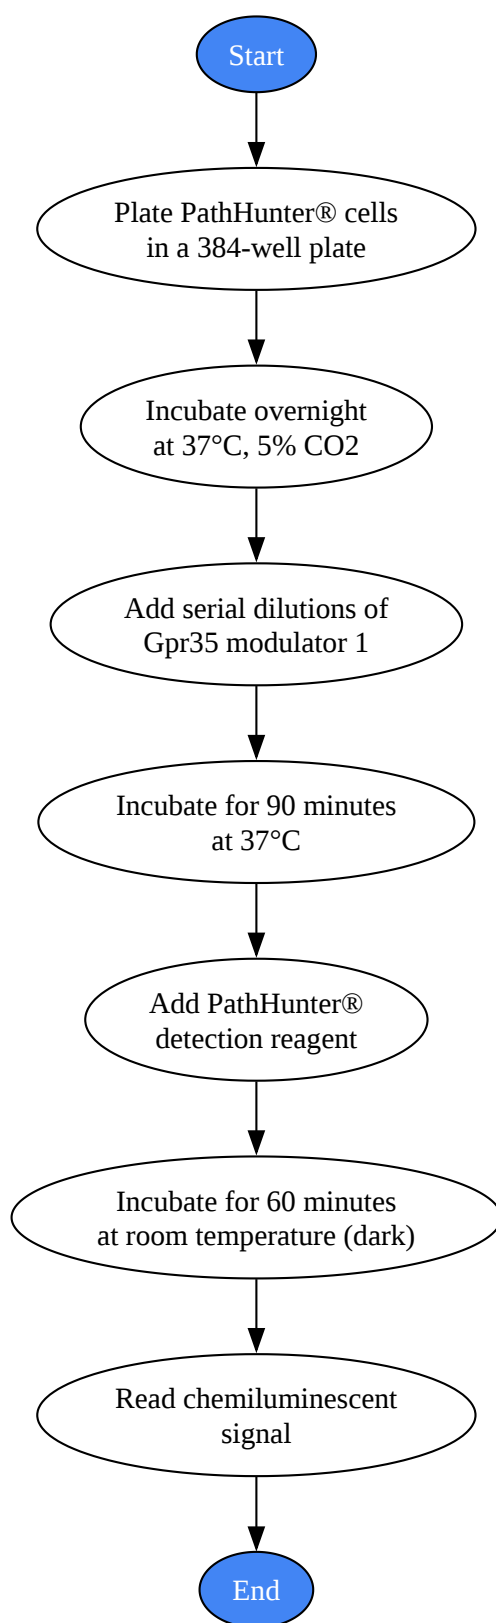 Start
Plate PathHunter® cells
in a 384-well plate
Incubate overnight
at 37°C, 5% CO2
Add serial dilutions of
Gpr35 modulator 1
Incubate for 90 minutes
at 37°C
Add PathHunter®
detection reagent
Incubate for 60 minutes
at room temperature (dark)
Read chemiluminescent
signal
End